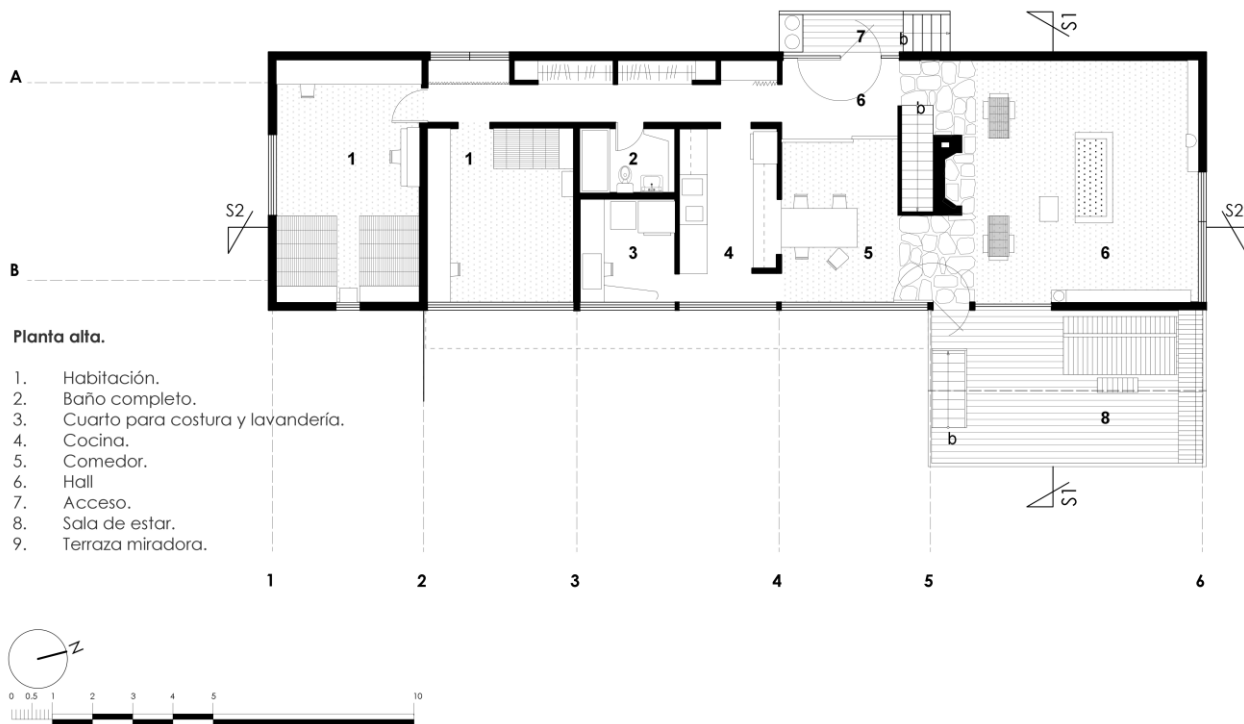 S1
7
b
A
6
b
1
1
2
S2
S2
3
4
5
6
B
Planta alta.
1. Habitación.
2. Baño completo.
3. Cuarto para costura y lavandería.
4. Cocina.
5. Comedor.
6. Hall
7. Acceso.
8. Sala de estar.
9. Terraza miradora.
8
b
S1
1 2 3 4 5 6
N
0 0.5 1 2 3 4 5 10